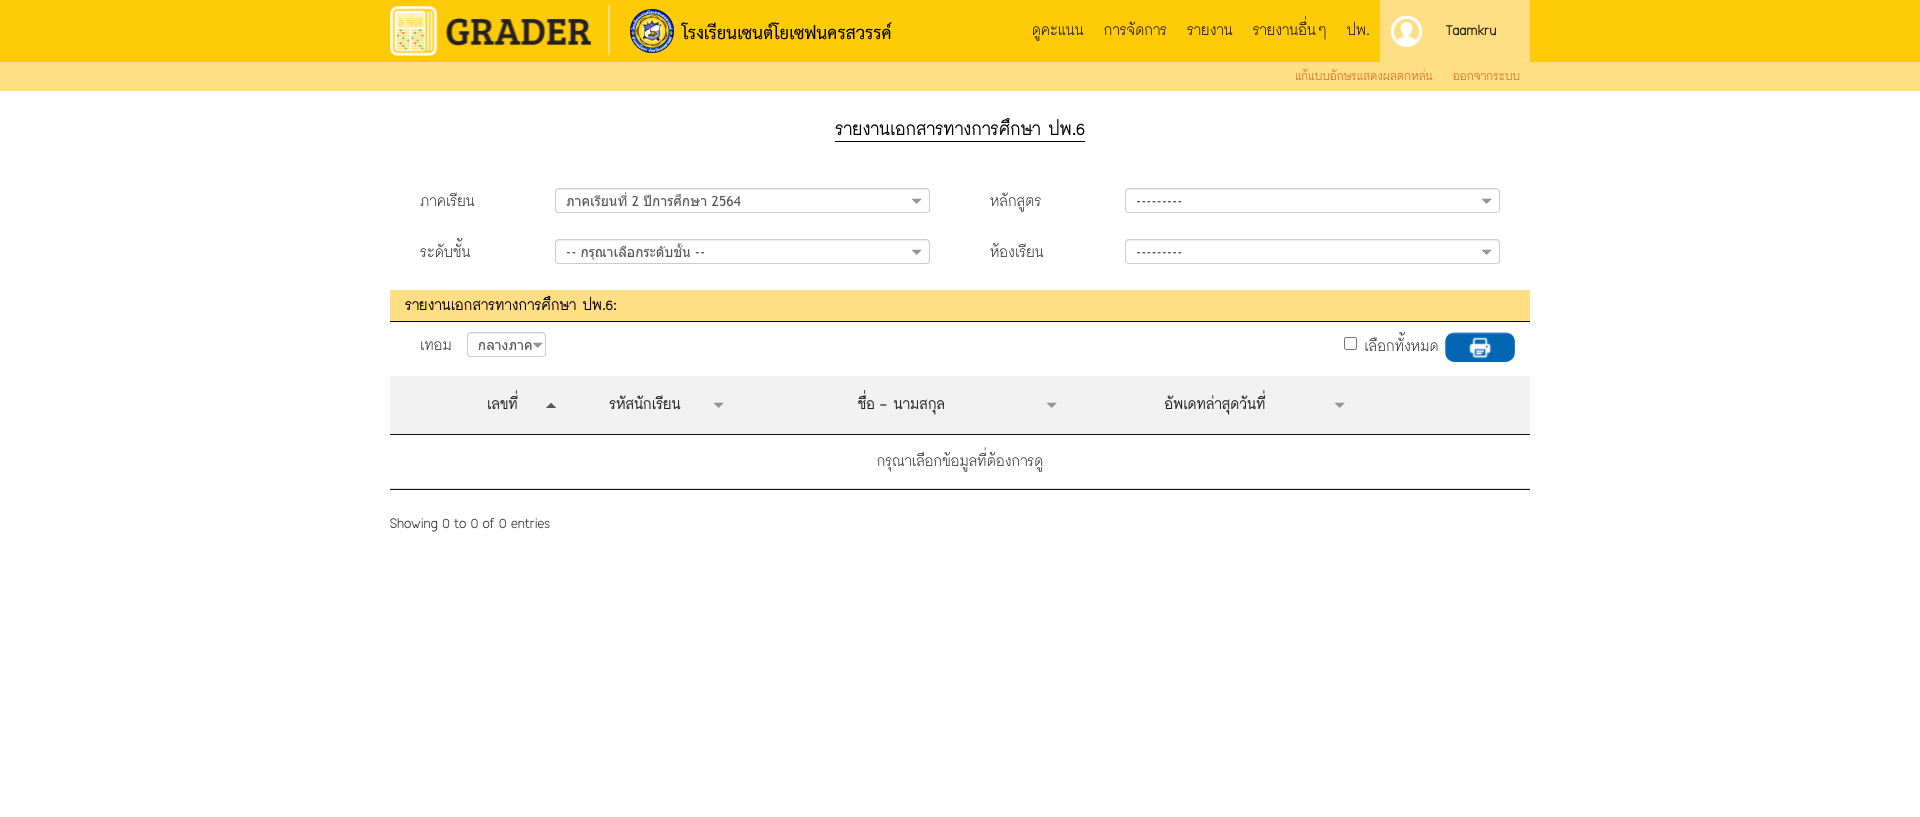 GRADER โรงเรียนเซนต์โยเซฟนครสวรรค์ ดูคะแนน การจัดการ รายงาน รายงานอื่นๆ ปพ. Taamkru
แก้แบบอักษรแสดงผลตกหล่น ออกจากระบบ
รายงานเอกสารทางการศึกษา ปพ.6
ภาคเรียน ภาคเรียนที่ 2 ปีการศึกษา 2564 หลักสูตร ---------
ระดับชั้น -- กรุณาเลือกระดับชั้น -- ห้องเรียน ---------
รายงานเอกสารทางการศึกษา ปพ.6:
เทอม กลางภาค เลือกทั้งหมด
เลขที่ รหัสนักเรียน ชื่อ - นามสกุล อัพเดทล่าสุดวันที่
กรุณาเลือกข้อมูลที่ต้องการดู
Showing 0 to 0 of 0 entries